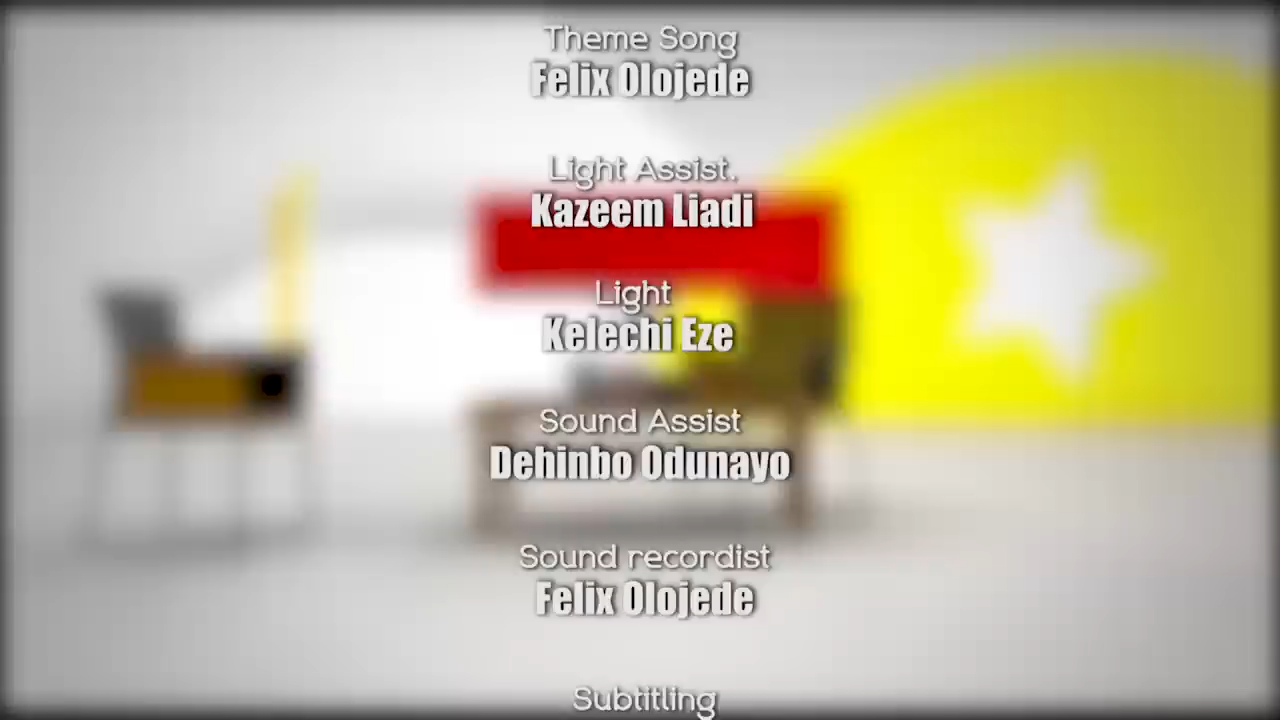 Theme Song
Felix Olojede
Light Assist.
Kazeem Liadi
Light
Kelechi Eze
Sound Assist
Dehinbo Odunayo
Sound recordist
Felix Olojede
Subtitling